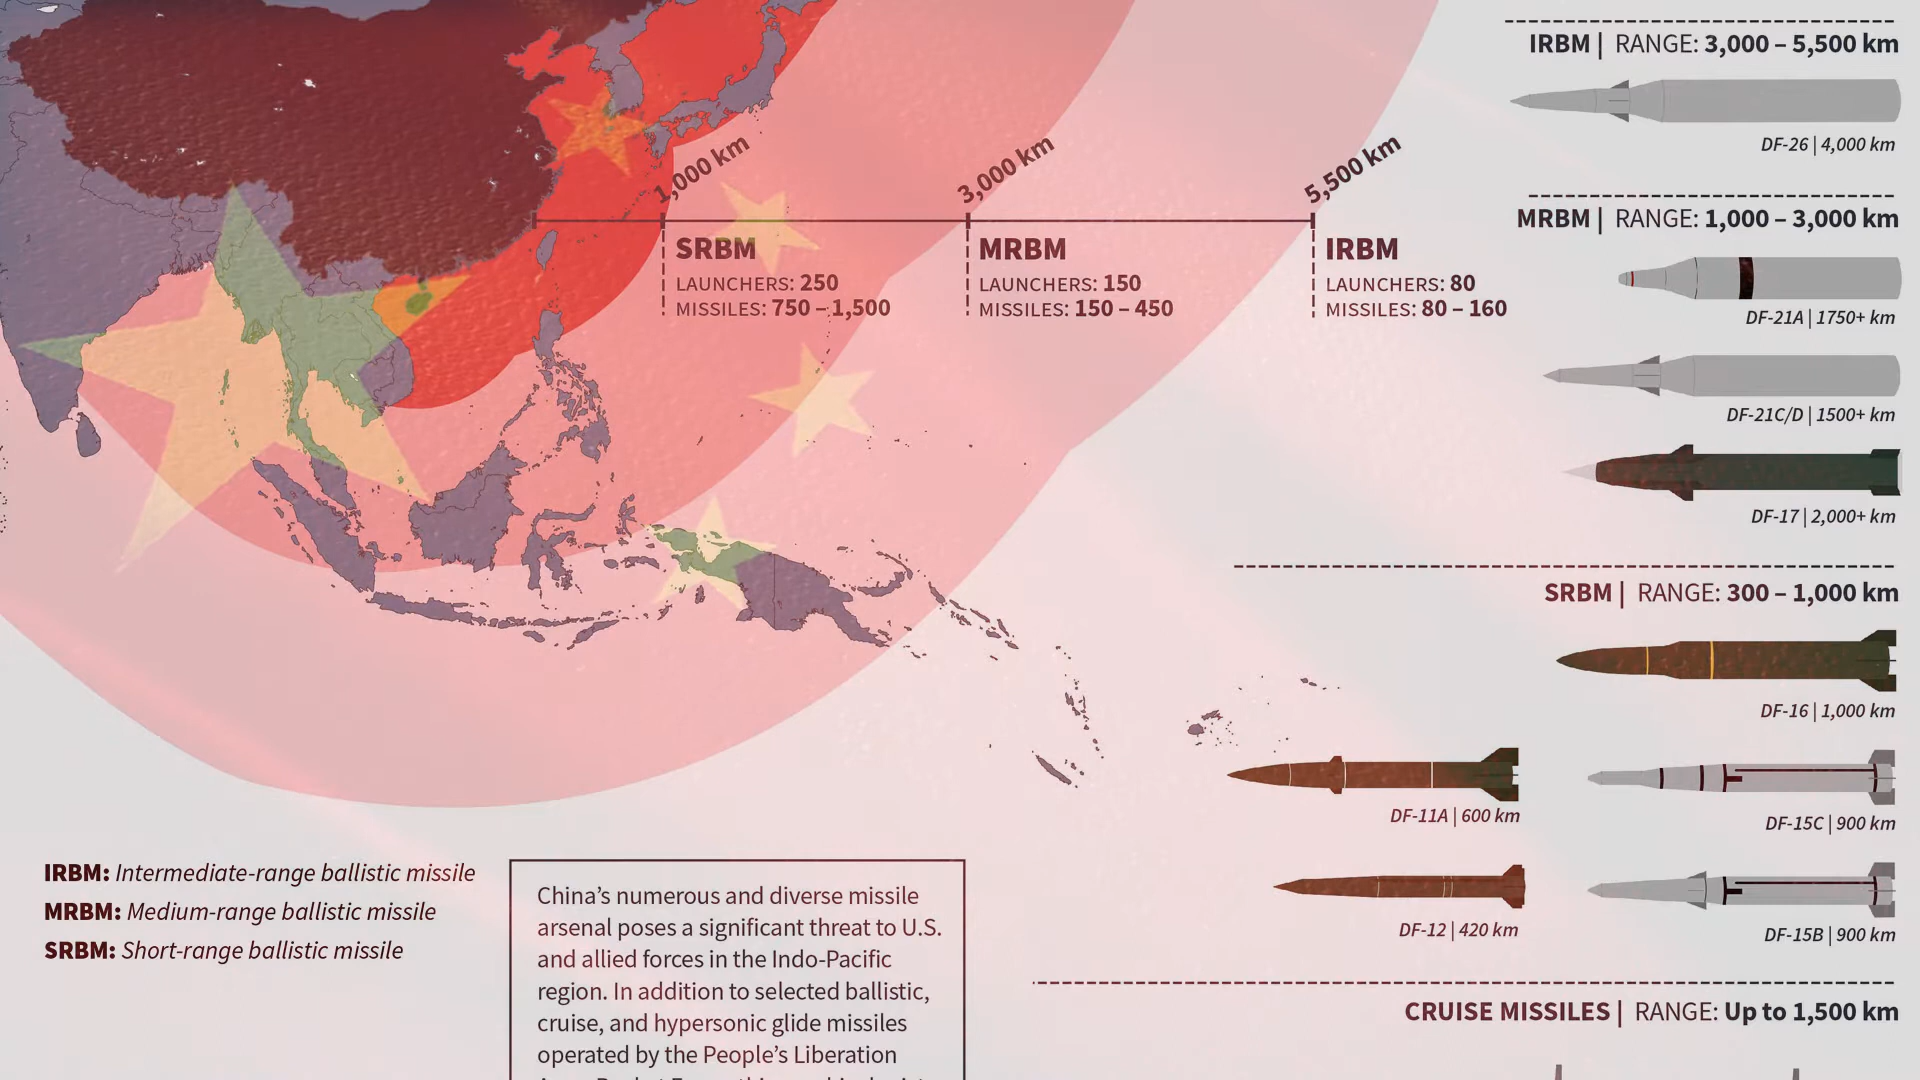 IRBM | RANGE: 3,000 – 5,500 km
DF-26 | 4,000 km
1,000 km
3,000 km
5,500 km
MRBM | RANGE: 1,000 – 3,000 km
SRBM
LAUNCHERS: 250
MISSILES: 750 – 1,500
MRBM
LAUNCHERS: 150
MISSILES: 150 – 450
IRBM
LAUNCHERS: 80
MISSILES: 80 – 160
DF-21A | 1750+ km
DF-21C/D | 1500+ km
DF-17 | 2,000+ km
SRBM | RANGE: 300 – 1,000 km
DF-16 | 1,000 km
DF-11A | 600 km
DF-15C | 900 km
DF-12 | 420 km
DF-15B | 900 km
CRUISE MISSILES | RANGE: Up to 1,500 km
IRBM: Intermediate-range ballistic missile
MRBM: Medium-range ballistic missile
SRBM: Short-range ballistic missile
China’s numerous and diverse missile
arsenal poses a significant threat to U.S.
and allied forces in the Indo-Pacific
region. In addition to selected ballistic,
cruise, and hypersonic glide missiles
operated by the People’s Liberation